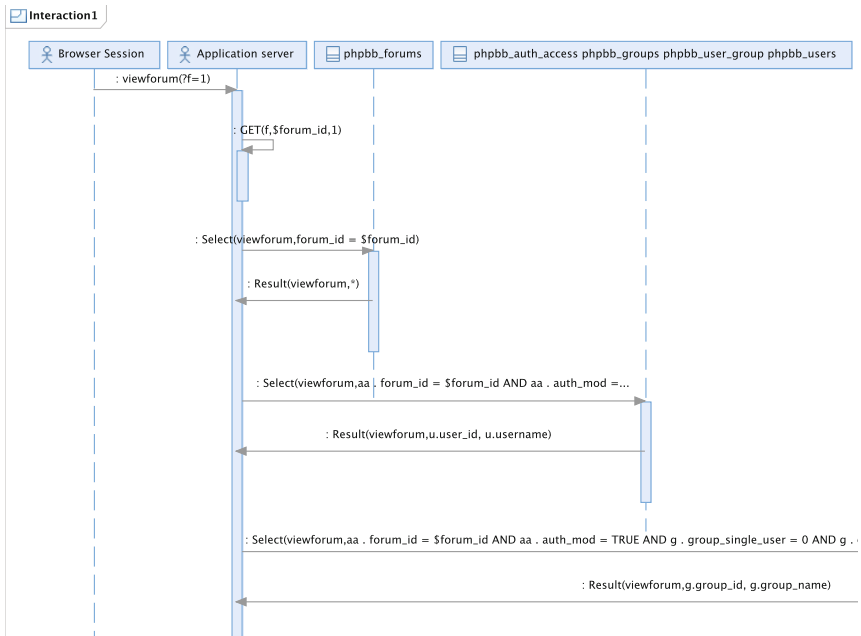 Interaction1
Browser Session
Application server
phpbb_forums
phpbb_auth_access phpbb_groups phpbb_user_group phpbb_users
: viewforum(?f=1)
: GET(f,$forum_id,1)
: Select(viewforum,forum_id = $forum_id)
: Result(viewforum,*)
: Select(viewforum,aa . forum_id = $forum_id AND aa . auth_mod =...
: Result(viewforum,u.user_id, u.username)
: Select(viewforum,aa . forum_id = $forum_id AND aa . auth_mod = TRUE AND g . group_single_user = 0 AND g .
: Result(viewforum,g.group_id, g.group_name)